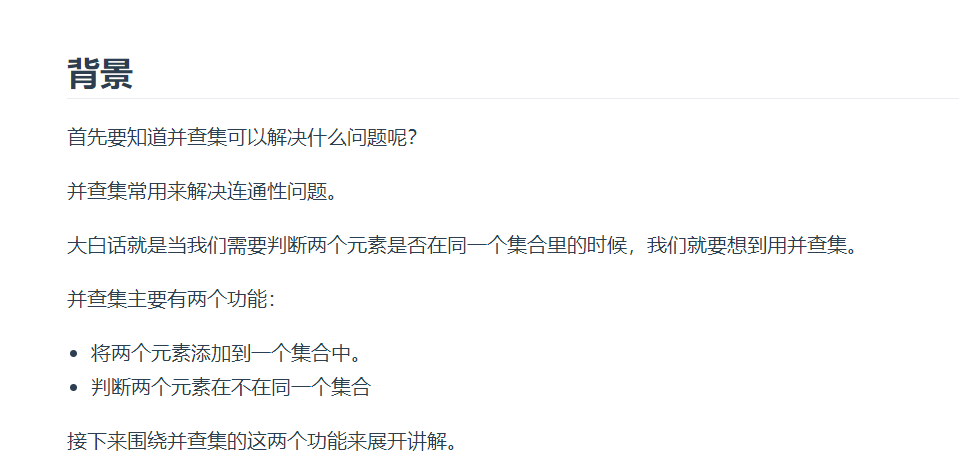 背景
首先要知道并查集可以解决什么问题呢？
并查集常用来解决连通性问题。
大白话就是当我们需要判断两个元素是否在同一个集合里的时候，我们就要想到用并查集。
并查集主要有两个功能：
• 将两个元素添加到一个集合中。
• 判断两个元素在不在同一个集合
接下来围绕并查集的这两个功能来展开讲解。